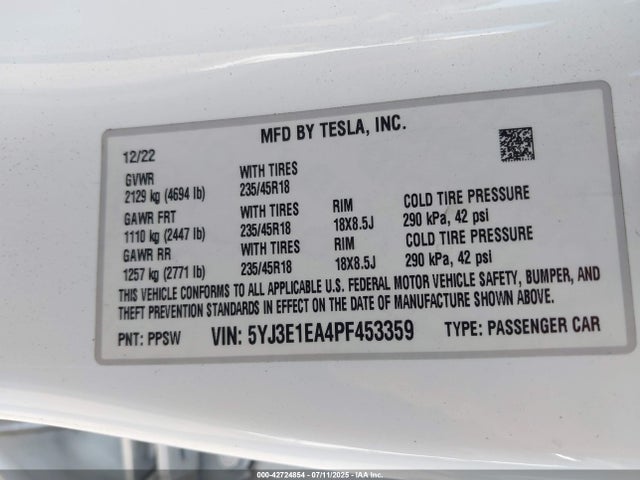 MFD BY TESLA, INC.
12/22
GVWR WITH TIRES
2129 kg (4694 lb) 235/45R18
GAWR FRT WITH TIRES RIM COLD TIRE PRESSURE
1110 kg (2447 lb) 235/45R18 18X8.5J 290 kPa, 42 psi
GAWR RR WITH TIRES RIM COLD TIRE PRESSURE
1257 kg (2771 lb) 235/45R18 18X8.5J 290 kPa, 42 psi
THIS VEHICLE CONFORMS TO ALL APPLICABLE U.S. FEDERAL MOTOR VEHICLE SAFETY, BUMPER, AND
THEFT PREVENTION STANDARDS IN EFFECT ON THE DATE OF MANUFACTURE SHOWN ABOVE.
PNT: PPSW VIN: 5YJ3E1EA4PF453359 TYPE: PASSENGER CAR
000-42724854 - 07/11/2025 - IAA Inc.